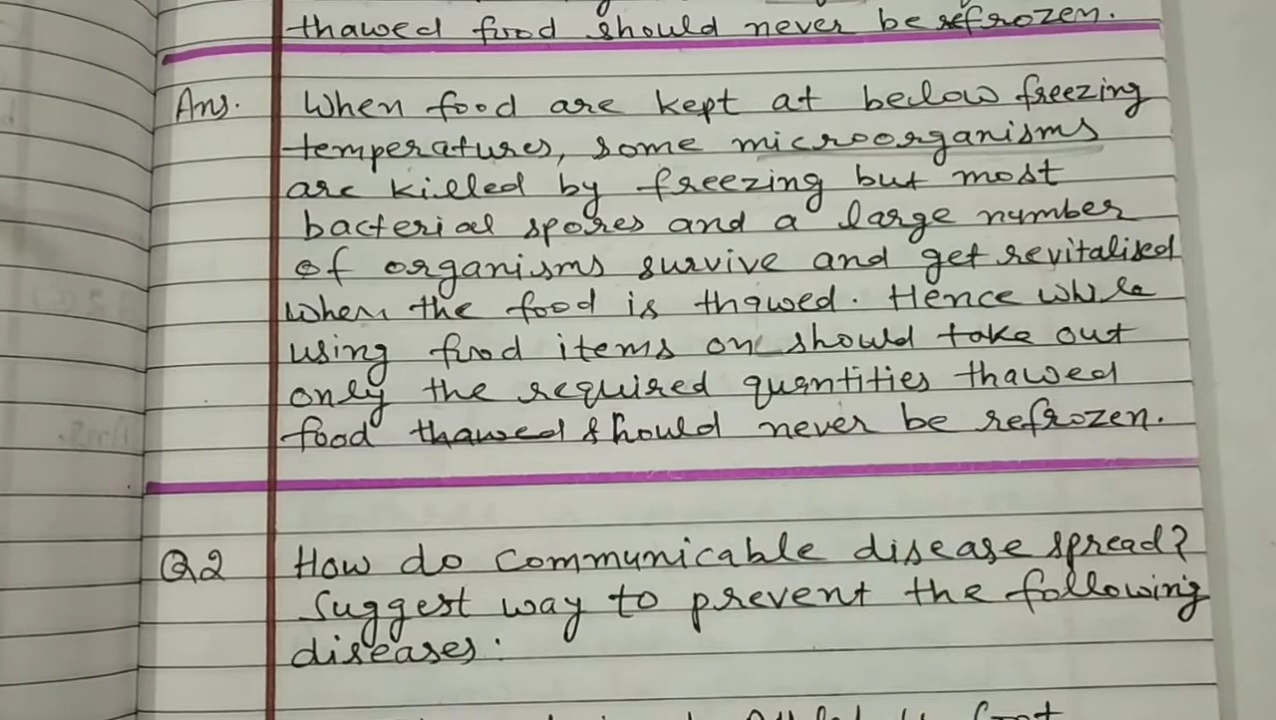 thawed food should never be refrozen.
Ans. When food are kept at below freezing
temperatures, some microorganisms
are killed by freezing but most
bacterial spores and a large number
of organisms survive and get revitalised
when the food is thawed. Hence while
using food items on should take out
only the required quantities thawed
food thawed should never be refrozen.
Q2 How do communicable disease spread?
Suggest way to prevent the following
diseases: